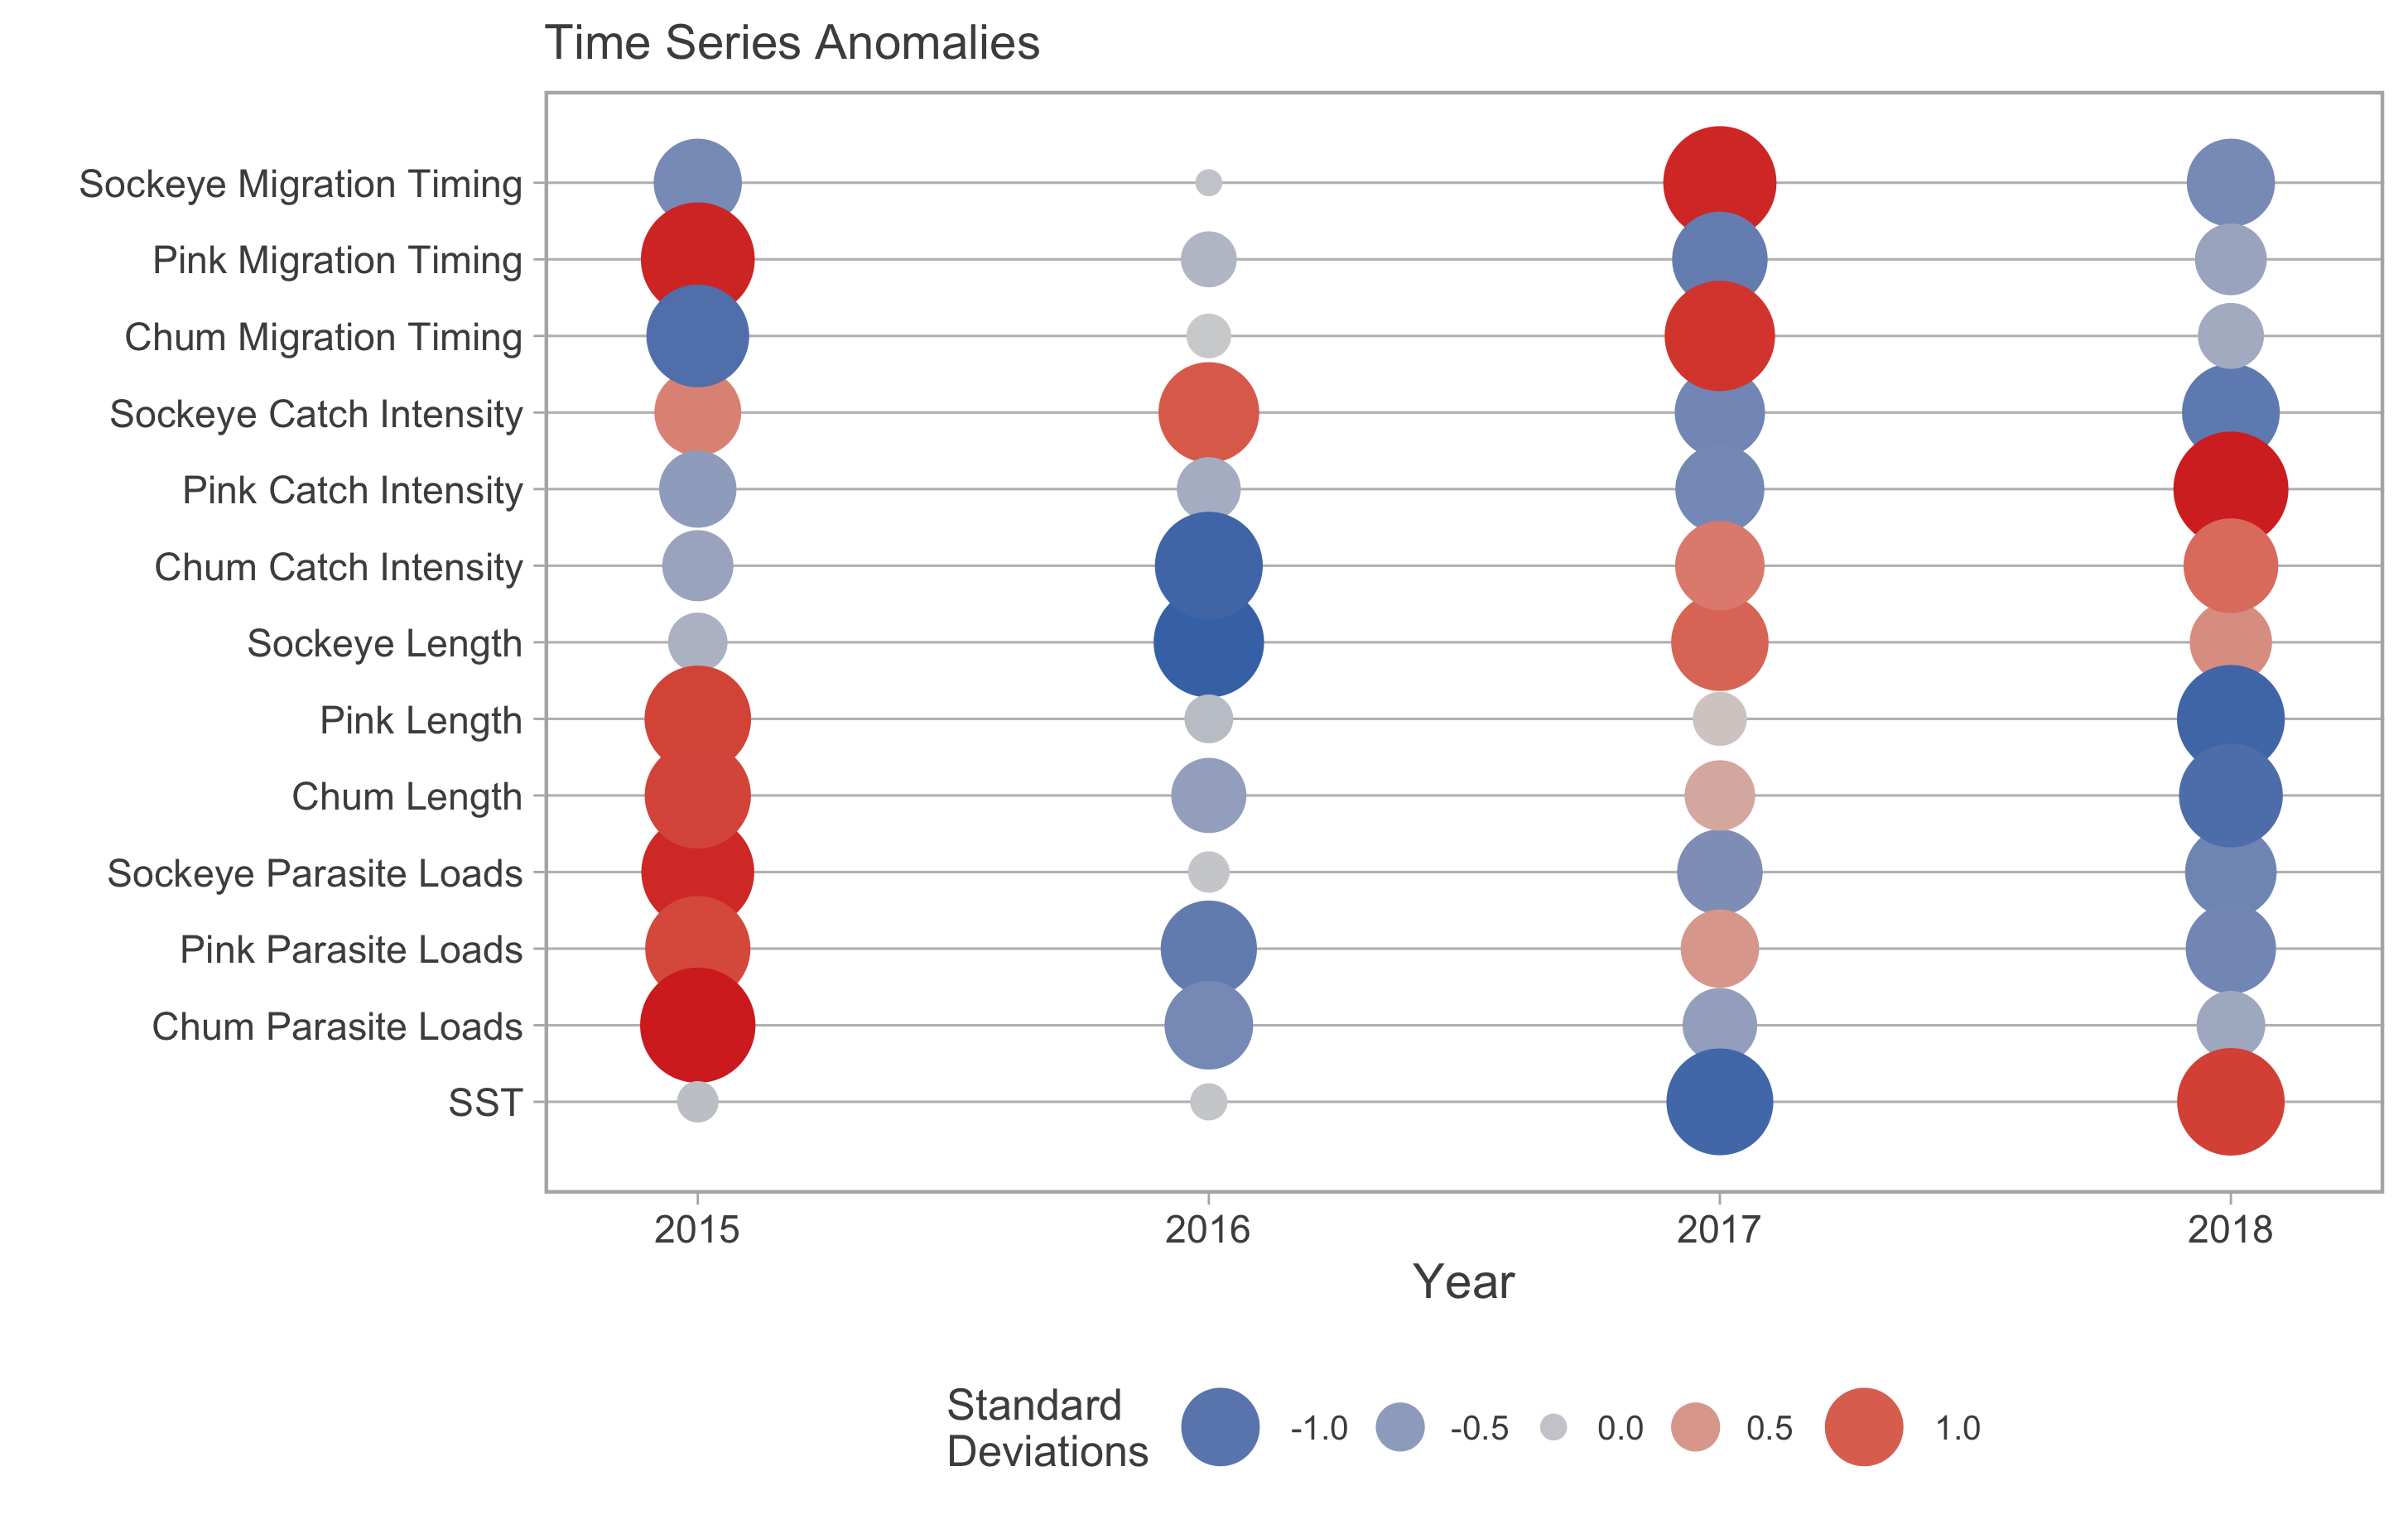 Time Series Anomalies
Sockeye Migration Timing
Pink Migration Timing
Chum Migration Timing
Sockeye Catch Intensity
Pink Catch Intensity
Chum Catch Intensity
Sockeye Length
Pink Length
Chum Length
Sockeye Parasite Loads
Pink Parasite Loads
Chum Parasite Loads
SST
2015 2016 2017 2018
Year
Standard
Deviations
-1.0 -0.5 0.0 0.5 1.0